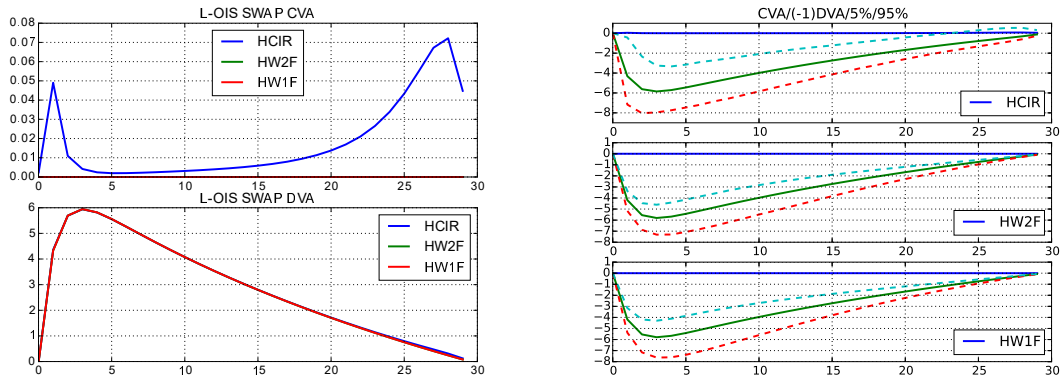 L-OIS SWAP CVA
0.08
0.07
0.06
0.05
0.04
0.03
0.02
0.01
0.00
HCIR
HW2F
HW1F
0 5 10 15 20 25 30
L-OIS SWAP DVA
6
5
4
3
2
1
0
HCIR
HW2F
HW1F
0 5 10 15 20 25 30
CVA/(-1)DVA/5%/95%
0
−2
−4
−6
−8
HCIR
0 5 10 15 20 25 30
1
0
−1
−2
−3
−4
−5
−6
−7
−8
HW2F
0 5 10 15 20 25 30
1
0
−1
−2
−3
−4
−5
−6
−7
−8
HW1F
0 5 10 15 20 25 30